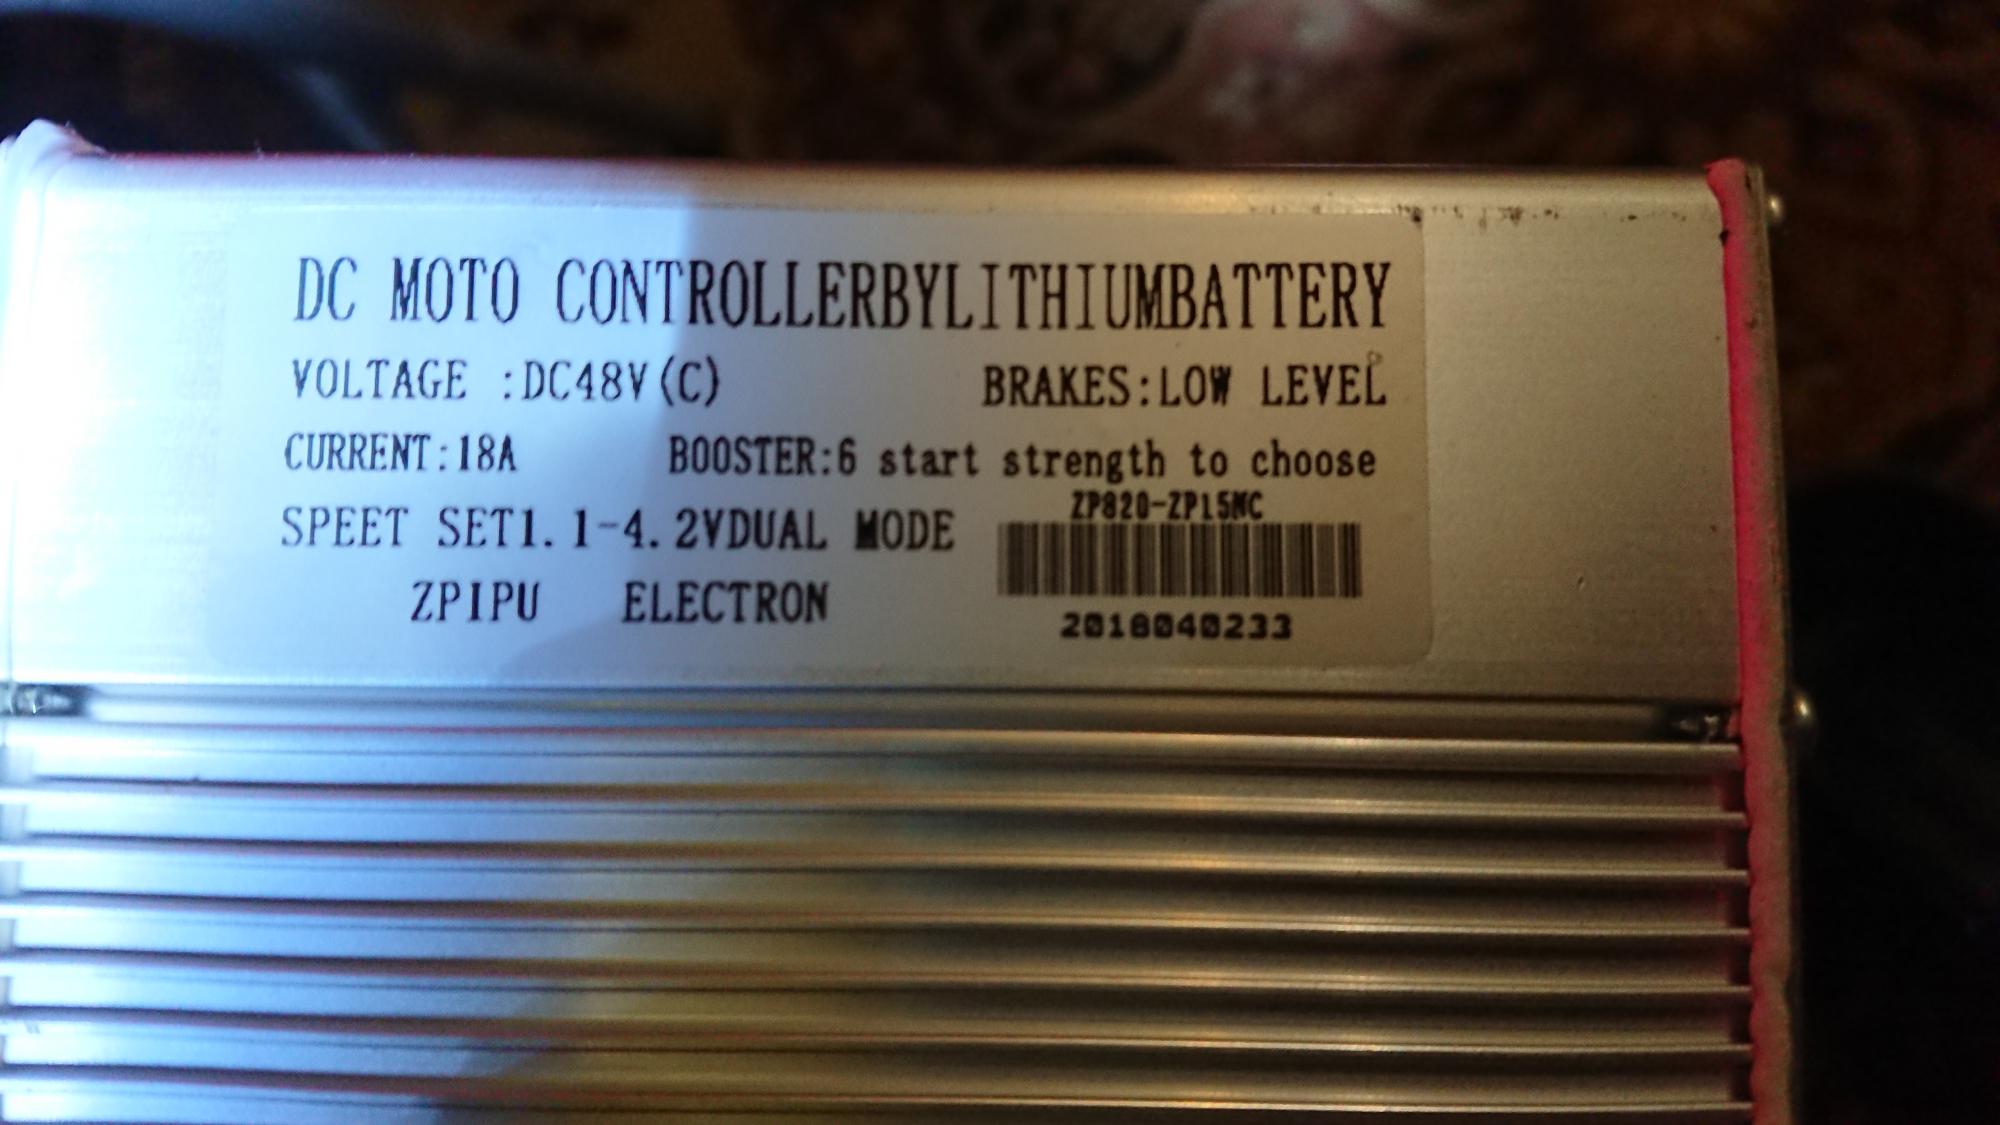 DC MOTO CONTROLLERBYLITHIUMBATTERY
VOLTAGE :DC48V(C) BRAKES:LOW LEVEL
CURRENT:18A BOOSTER:6 start strength to choose
SPEET SET1.1-4.2VDUAL MODE
ZP820-ZP15MC
ZPIPU ELECTRON
2018040233